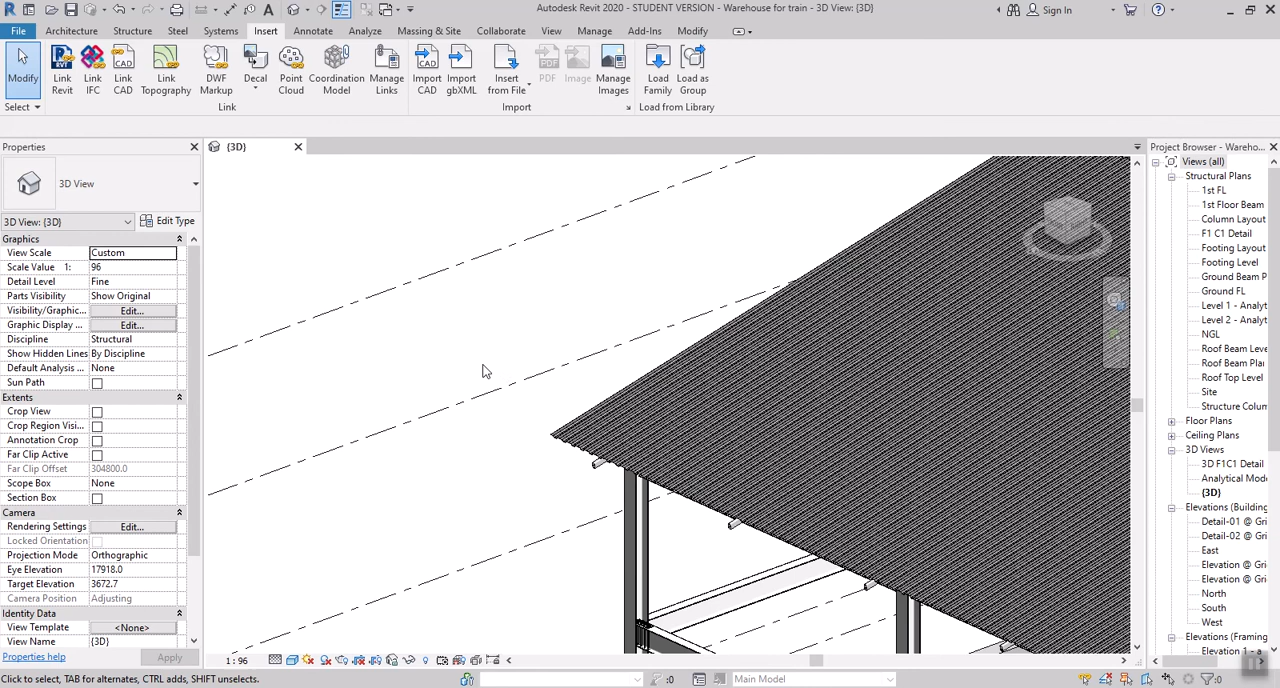 Autodesk Revit 2020 - STUDENT VERSION - Warehouse for train - 3D View: {3D}
Sign In
File Architecture Structure Steel Systems Insert Annotate Analyze Massing & Site Collaborate View Manage Add-Ins Modify
Modify
Link Revit
Link IFC
Link CAD
Link Topography
DWF Markup
Decal
Point Cloud
Coordination Model
Manage Links
Import CAD
Import gbXML
Insert from File
PDF
Image
Manage Images
Load Family
Load as Group
Select Link Import Load from Library
Properties
3D View
{3D}
3D View: {3D} Edit Type
Graphics
View Scale Custom
Scale Value 1: 96
Detail Level Fine
Parts Visibility Show Original
Visibility/Graphic... Edit...
Graphic Display ... Edit...
Discipline Structural
Show Hidden Lines By Discipline
Default Analysis ... None
Sun Path
Extents
Crop View
Crop Region Visi...
Annotation Crop
Far Clip Active
Far Clip Offset 304800.0
Scope Box None
Section Box
Camera
Rendering Settings Edit...
Locked Orientation
Projection Mode Orthographic
Eye Elevation 17918.0
Target Elevation 3672.7
Camera Position Adjusting
Identity Data
View Template <None>
View Name {3D}
Properties help Apply
Project Browser - Wareho...
Views (all)
Structural Plans
1st FL
1st Floor Beam
Column Layout
F1 C1 Detail
Footing Layout
Footing Level
Ground Beam P
Ground FL
Level 1 - Analyt
Level 2 - Analyt
NGL
Roof Beam Leve
Roof Beam Plan
Roof Top Level
Site
Structure Colum
Floor Plans
Ceiling Plans
3D Views
3D F1C1 Detail
Analytical Mode
{3D}
Elevations (Building
Detail-01 @ Gri
Detail-02 @ Gri
East
Elevation @ Gri
Elevation @ Gri
Elevation @ Gri
North
South
West
Elevations (Framing
Elevation 1 - a
1 : 96
Click to select, TAB for alternates, CTRL adds, SHIFT unselects.
:0
Main Model
:0